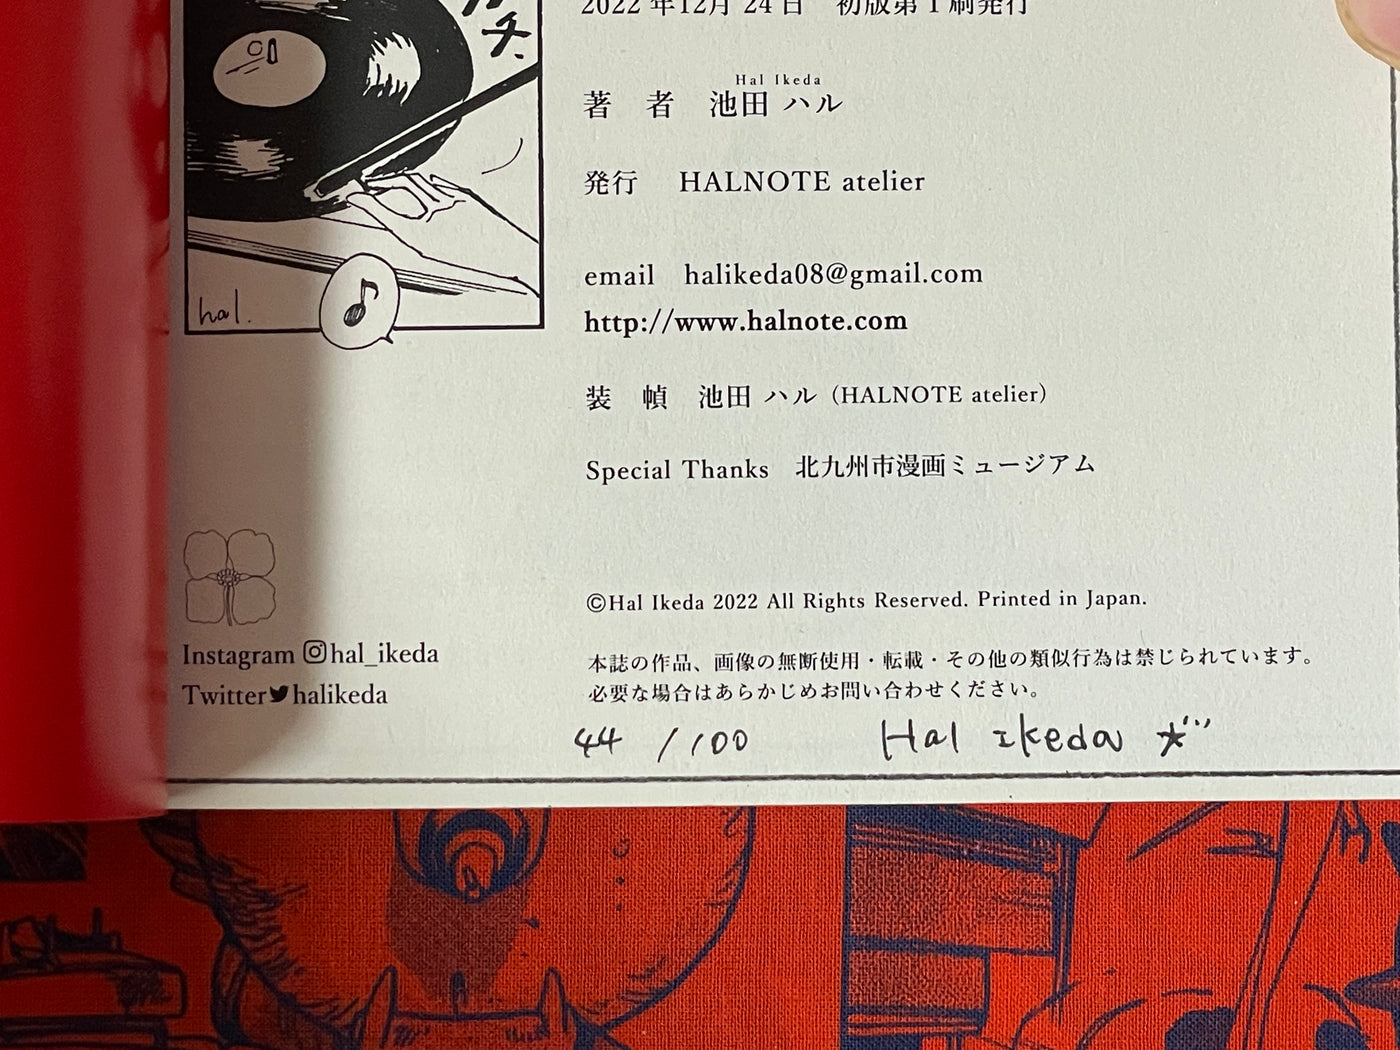 チ、
hal.
2022年12月24日　初版第1刷発行
Hal Ikeda
著　者　池田 ハル
発行　HALNOTE atelier
email　halikeda08@gmail.com
http://www.halnote.com
装　幀　池田 ハル（HALNOTE atelier）
Special Thanks　北九州市漫画ミュージアム
©Hal Ikeda 2022 All Rights Reserved. Printed in Japan.
Instagram hal_ikeda
Twitter halikeda
本誌の作品、画像の無断使用・転載・その他の類似行為は禁じられています。
必要な場合はあらかじめお問い合わせください。
44 /100　Hal Ikeda